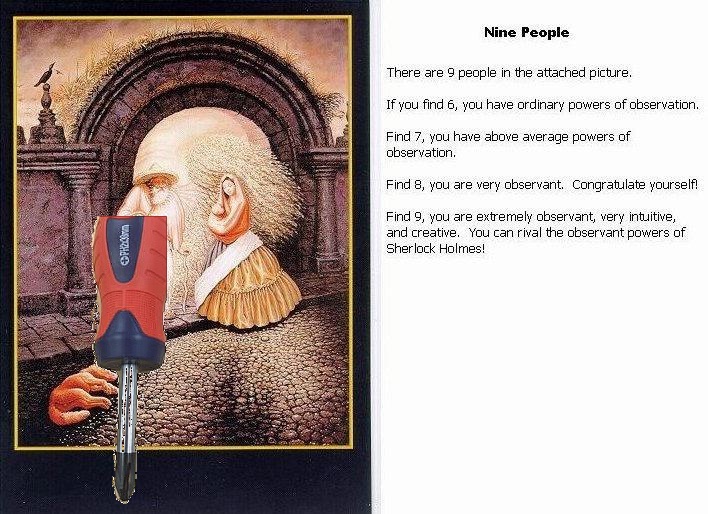 Nine People
There are 9 people in the attached picture.
If you find 6, you have ordinary powers of observation.
Find 7, you have above average powers of
observation.
Find 8, you are very observant.  Congratulate yourself!
Find 9, you are extremely observant, very intuitive,
and creative.  You can rival the observant powers of
Sherlock Holmes!